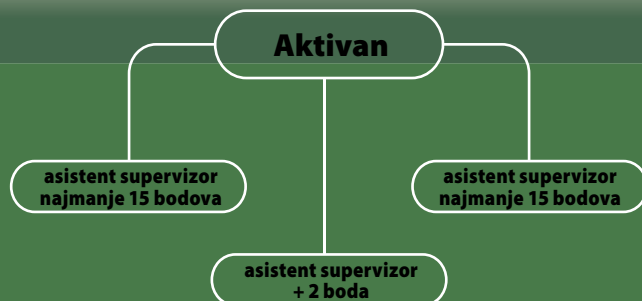 Aktivan
asistent supervizor
najmanje 15 bodova
asistent supervizor
najmanje 15 bodova
asistent supervizor
+ 2 boda